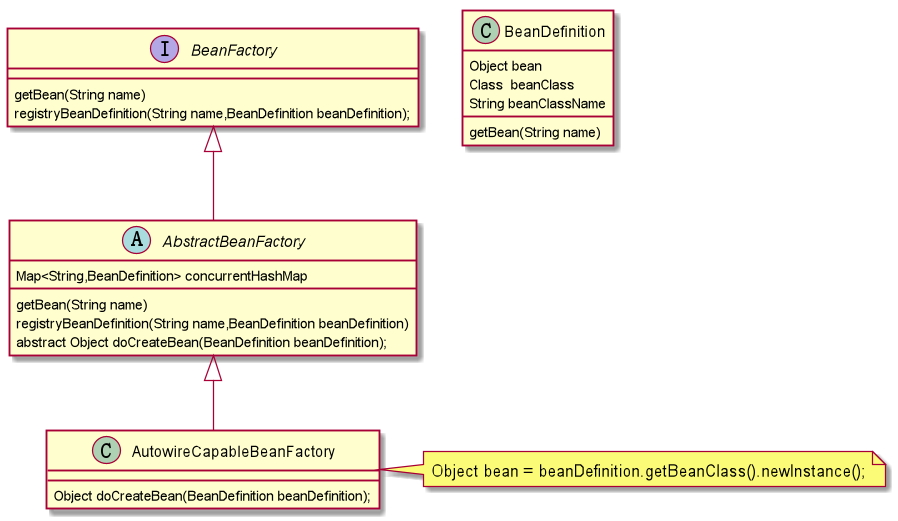 I BeanFactory
getBean(String name)
registryBeanDefinition(String name,BeanDefinition beanDefinition);
C BeanDefinition
Object bean
Class  beanClass
String beanClassName
getBean(String name)
A AbstractBeanFactory
Map<String,BeanDefinition> concurrentHashMap
getBean(String name)
registryBeanDefinition(String name,BeanDefinition beanDefinition)
abstract Object doCreateBean(BeanDefinition beanDefinition);
C AutowireCapableBeanFactory
Object doCreateBean(BeanDefinition beanDefinition);
Object bean = beanDefinition.getBeanClass().newInstance();